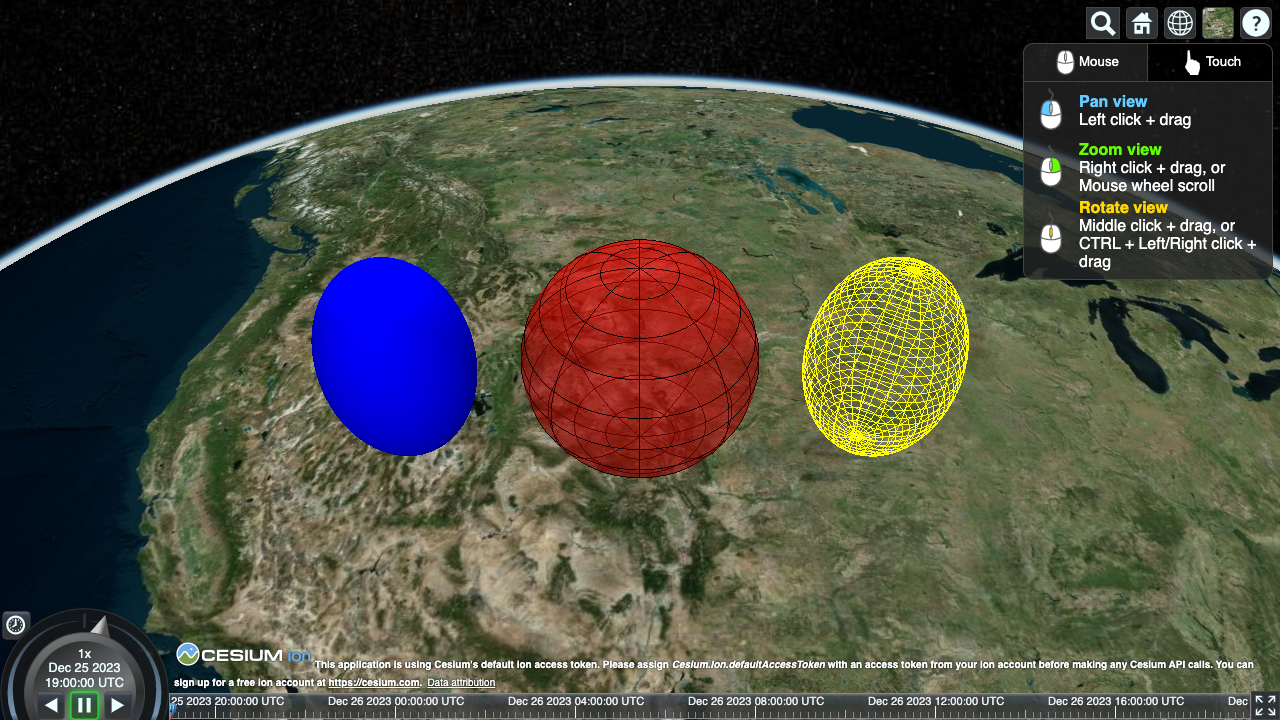 ?
Mouse
Touch
Pan view
Left click + drag
Zoom view
Right click + drag, or
Mouse wheel scroll
Rotate view
Middle click + drag, or
CTRL + Left/Right click +
drag
1x
Dec 25 2023
19:00:00 UTC
CESIUM ion This application is using Cesium's default ion access token. Please assign Cesium.Ion.defaultAccessToken with an access token from your ion account before making any Cesium API calls. You can
sign up for a free ion account at https://cesium.com. Data attribution
25 2023 20:00:00 UTC Dec 26 2023 00:00:00 UTC Dec 26 2023 04:00:00 UTC Dec 26 2023 08:00:00 UTC Dec 26 2023 12:00:00 UTC Dec 26 2023 16:00:00 UTC Dec